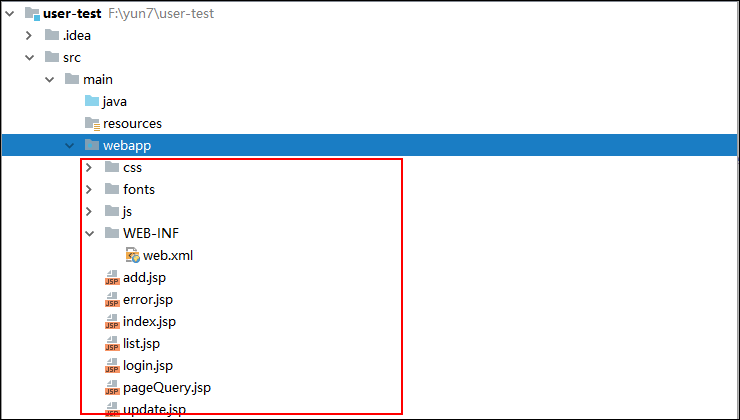 user-test F:\yun7\user-test
.idea
src
main
java
resources
webapp
css
fonts
js
WEB-INF
web.xml
add.jsp
error.jsp
index.jsp
list.jsp
login.jsp
pageQuery.jsp
update.jsp